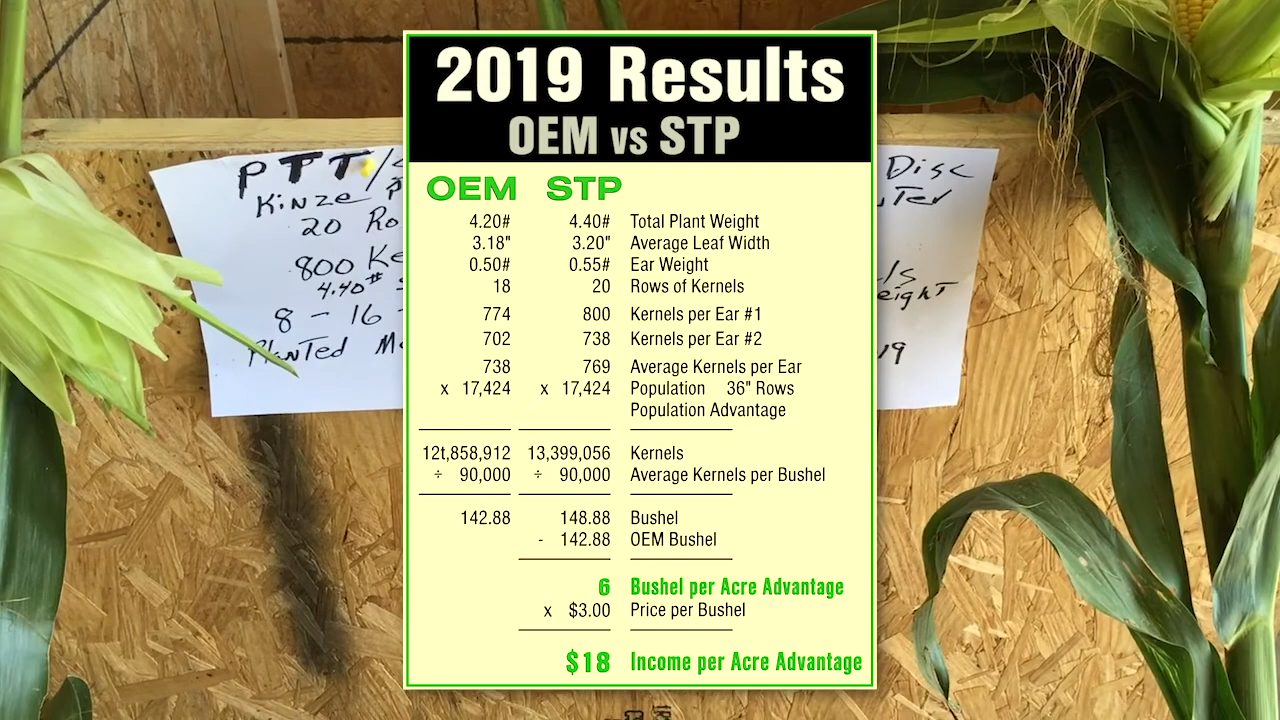 2019 Results
OEM vs STP
OEM STP
4.20# 4.40# Total Plant Weight
3.18" 3.20" Average Leaf Width
0.50# 0.55# Ear Weight
18 20 Rows of Kernels
774 800 Kernels per Ear #1
702 738 Kernels per Ear #2
738 769 Average Kernels per Ear
x 17,424 x 17,424 Population 36" Rows
Population Advantage
12t,858,912 13,399,056 Kernels
÷ 90,000 ÷ 90,000 Average Kernels per Bushel
142.88 148.88 Bushel
- 142.88 OEM Bushel
6 Bushel per Acre Advantage
x $3.00 Price per Bushel
$18 Income per Acre Advantage
PTT/
Kinze
20 Ro
800 Ke
4.40#
8 - 16 -
Planted M
Disc